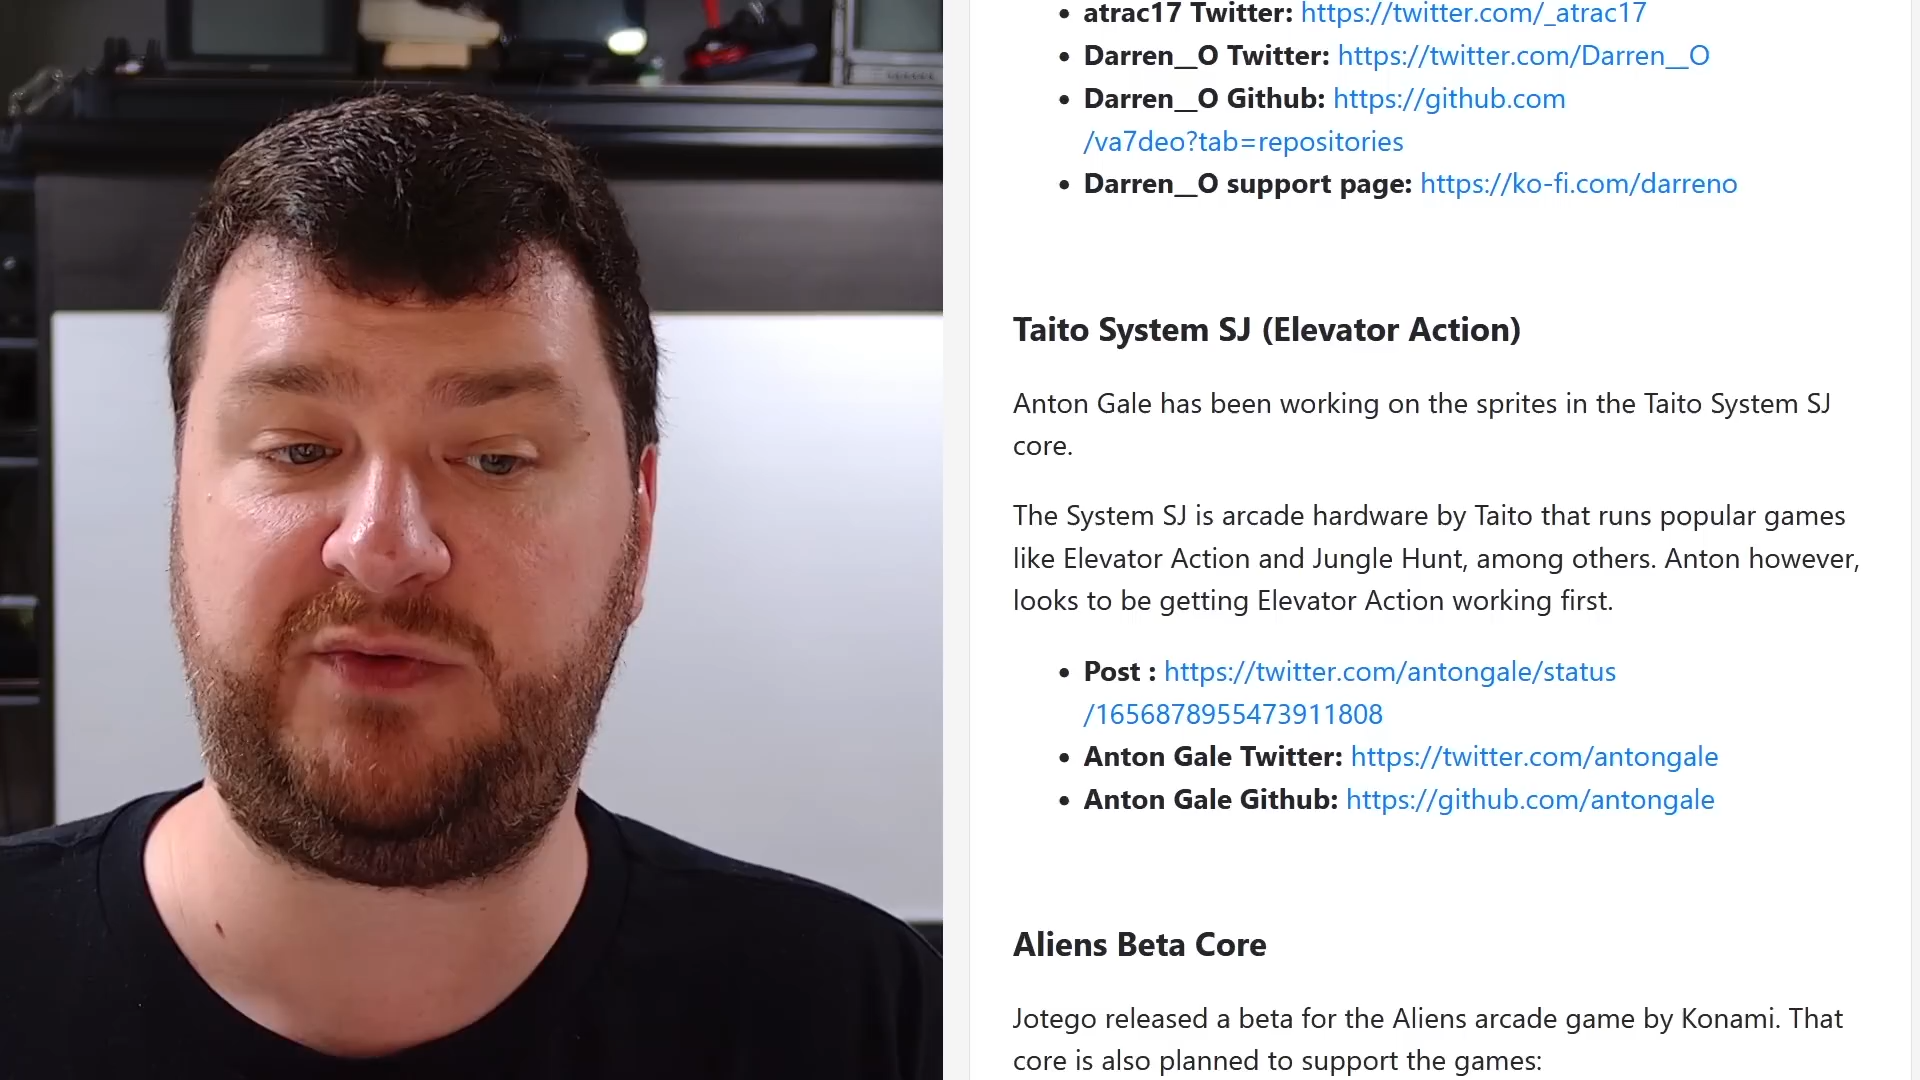 atrac17 Twitter: https://twitter.com/_atrac17
Darren__O Twitter: https://twitter.com/Darren__O
Darren__O Github: https://github.com
/va7deo?tab=repositories
Darren__O support page: https://ko-fi.com/darreno
Taito System SJ (Elevator Action)
Anton Gale has been working on the sprites in the Taito System SJ
core.
The System SJ is arcade hardware by Taito that runs popular games
like Elevator Action and Jungle Hunt, among others. Anton however,
looks to be getting Elevator Action working first.
Post : https://twitter.com/antongale/status
/1656878955473911808
Anton Gale Twitter: https://twitter.com/antongale
Anton Gale Github: https://github.com/antongale
Aliens Beta Core
Jotego released a beta for the Aliens arcade game by Konami. That
core is also planned to support the games: